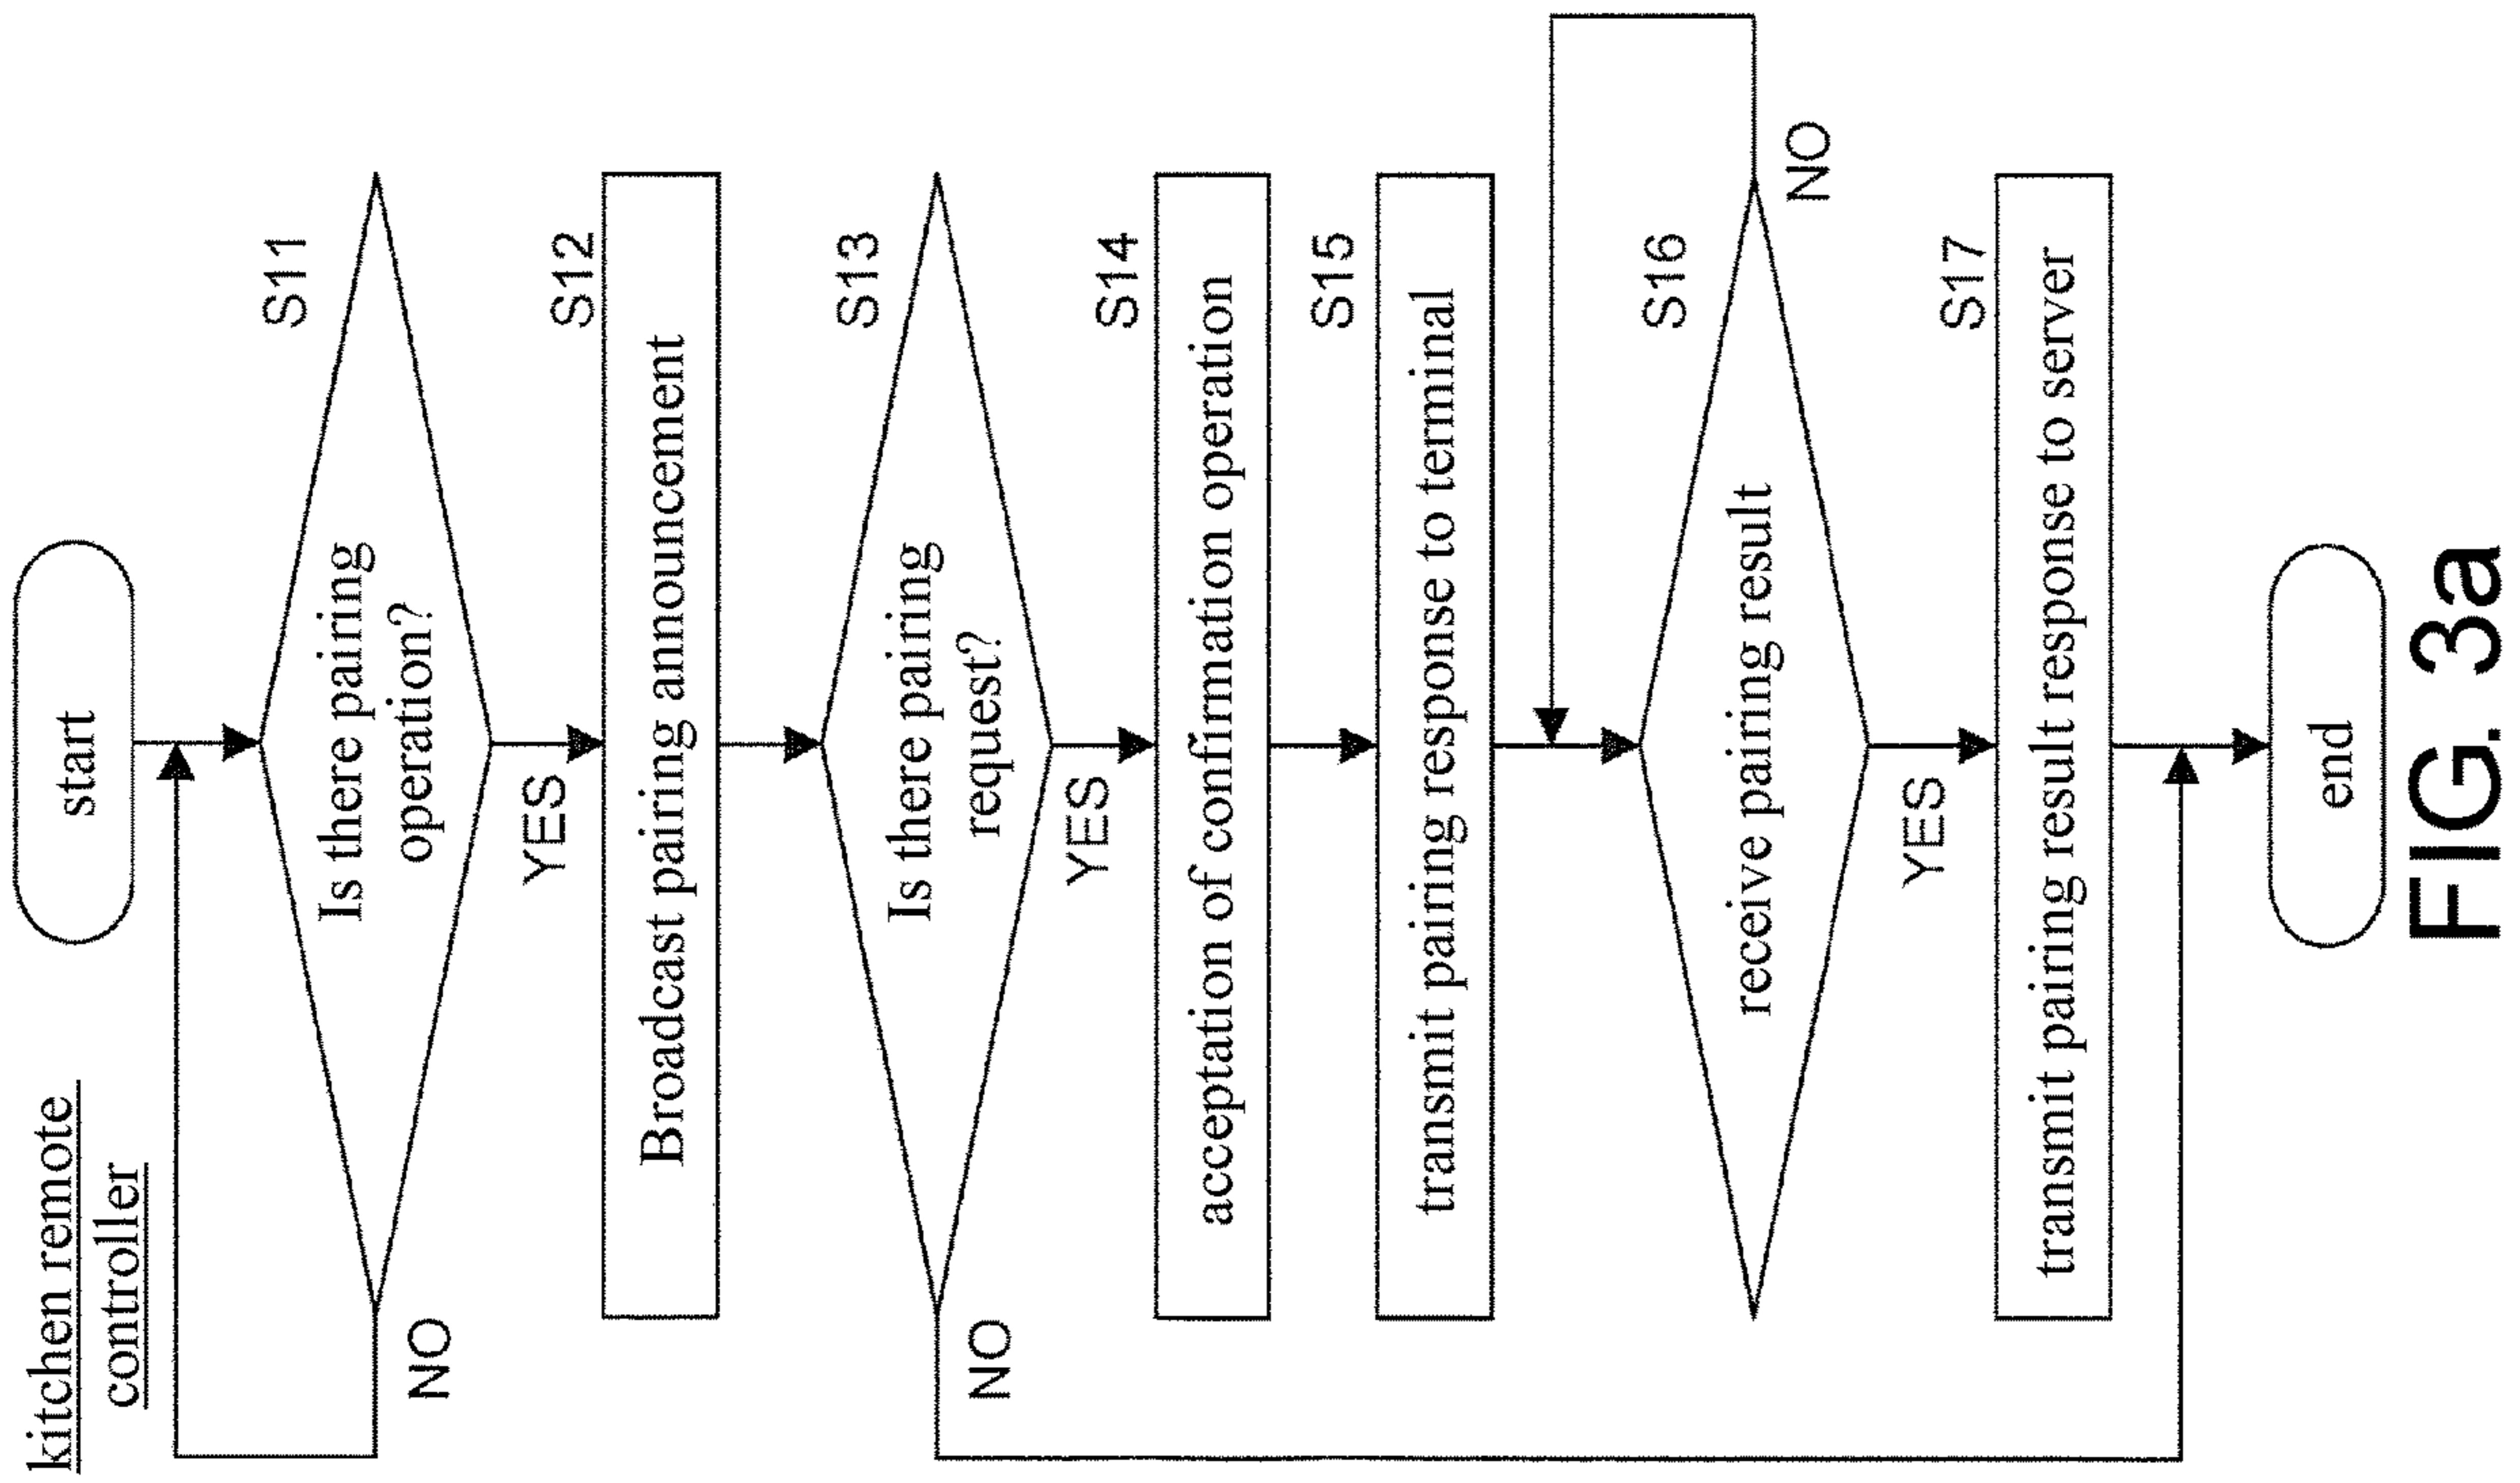 kitchen remote
controller
start
S11
Is there pairing
operation?
NO
YES
S12
Broadcast pairing announcement
S13
Is there pairing
request?
NO
YES
S14
acceptation of confirmation operation
S15
transmit pairing response to terminal
S16
receive pairing result
NO
YES
S17
transmit pairing result response to server
end
FIG. 3a